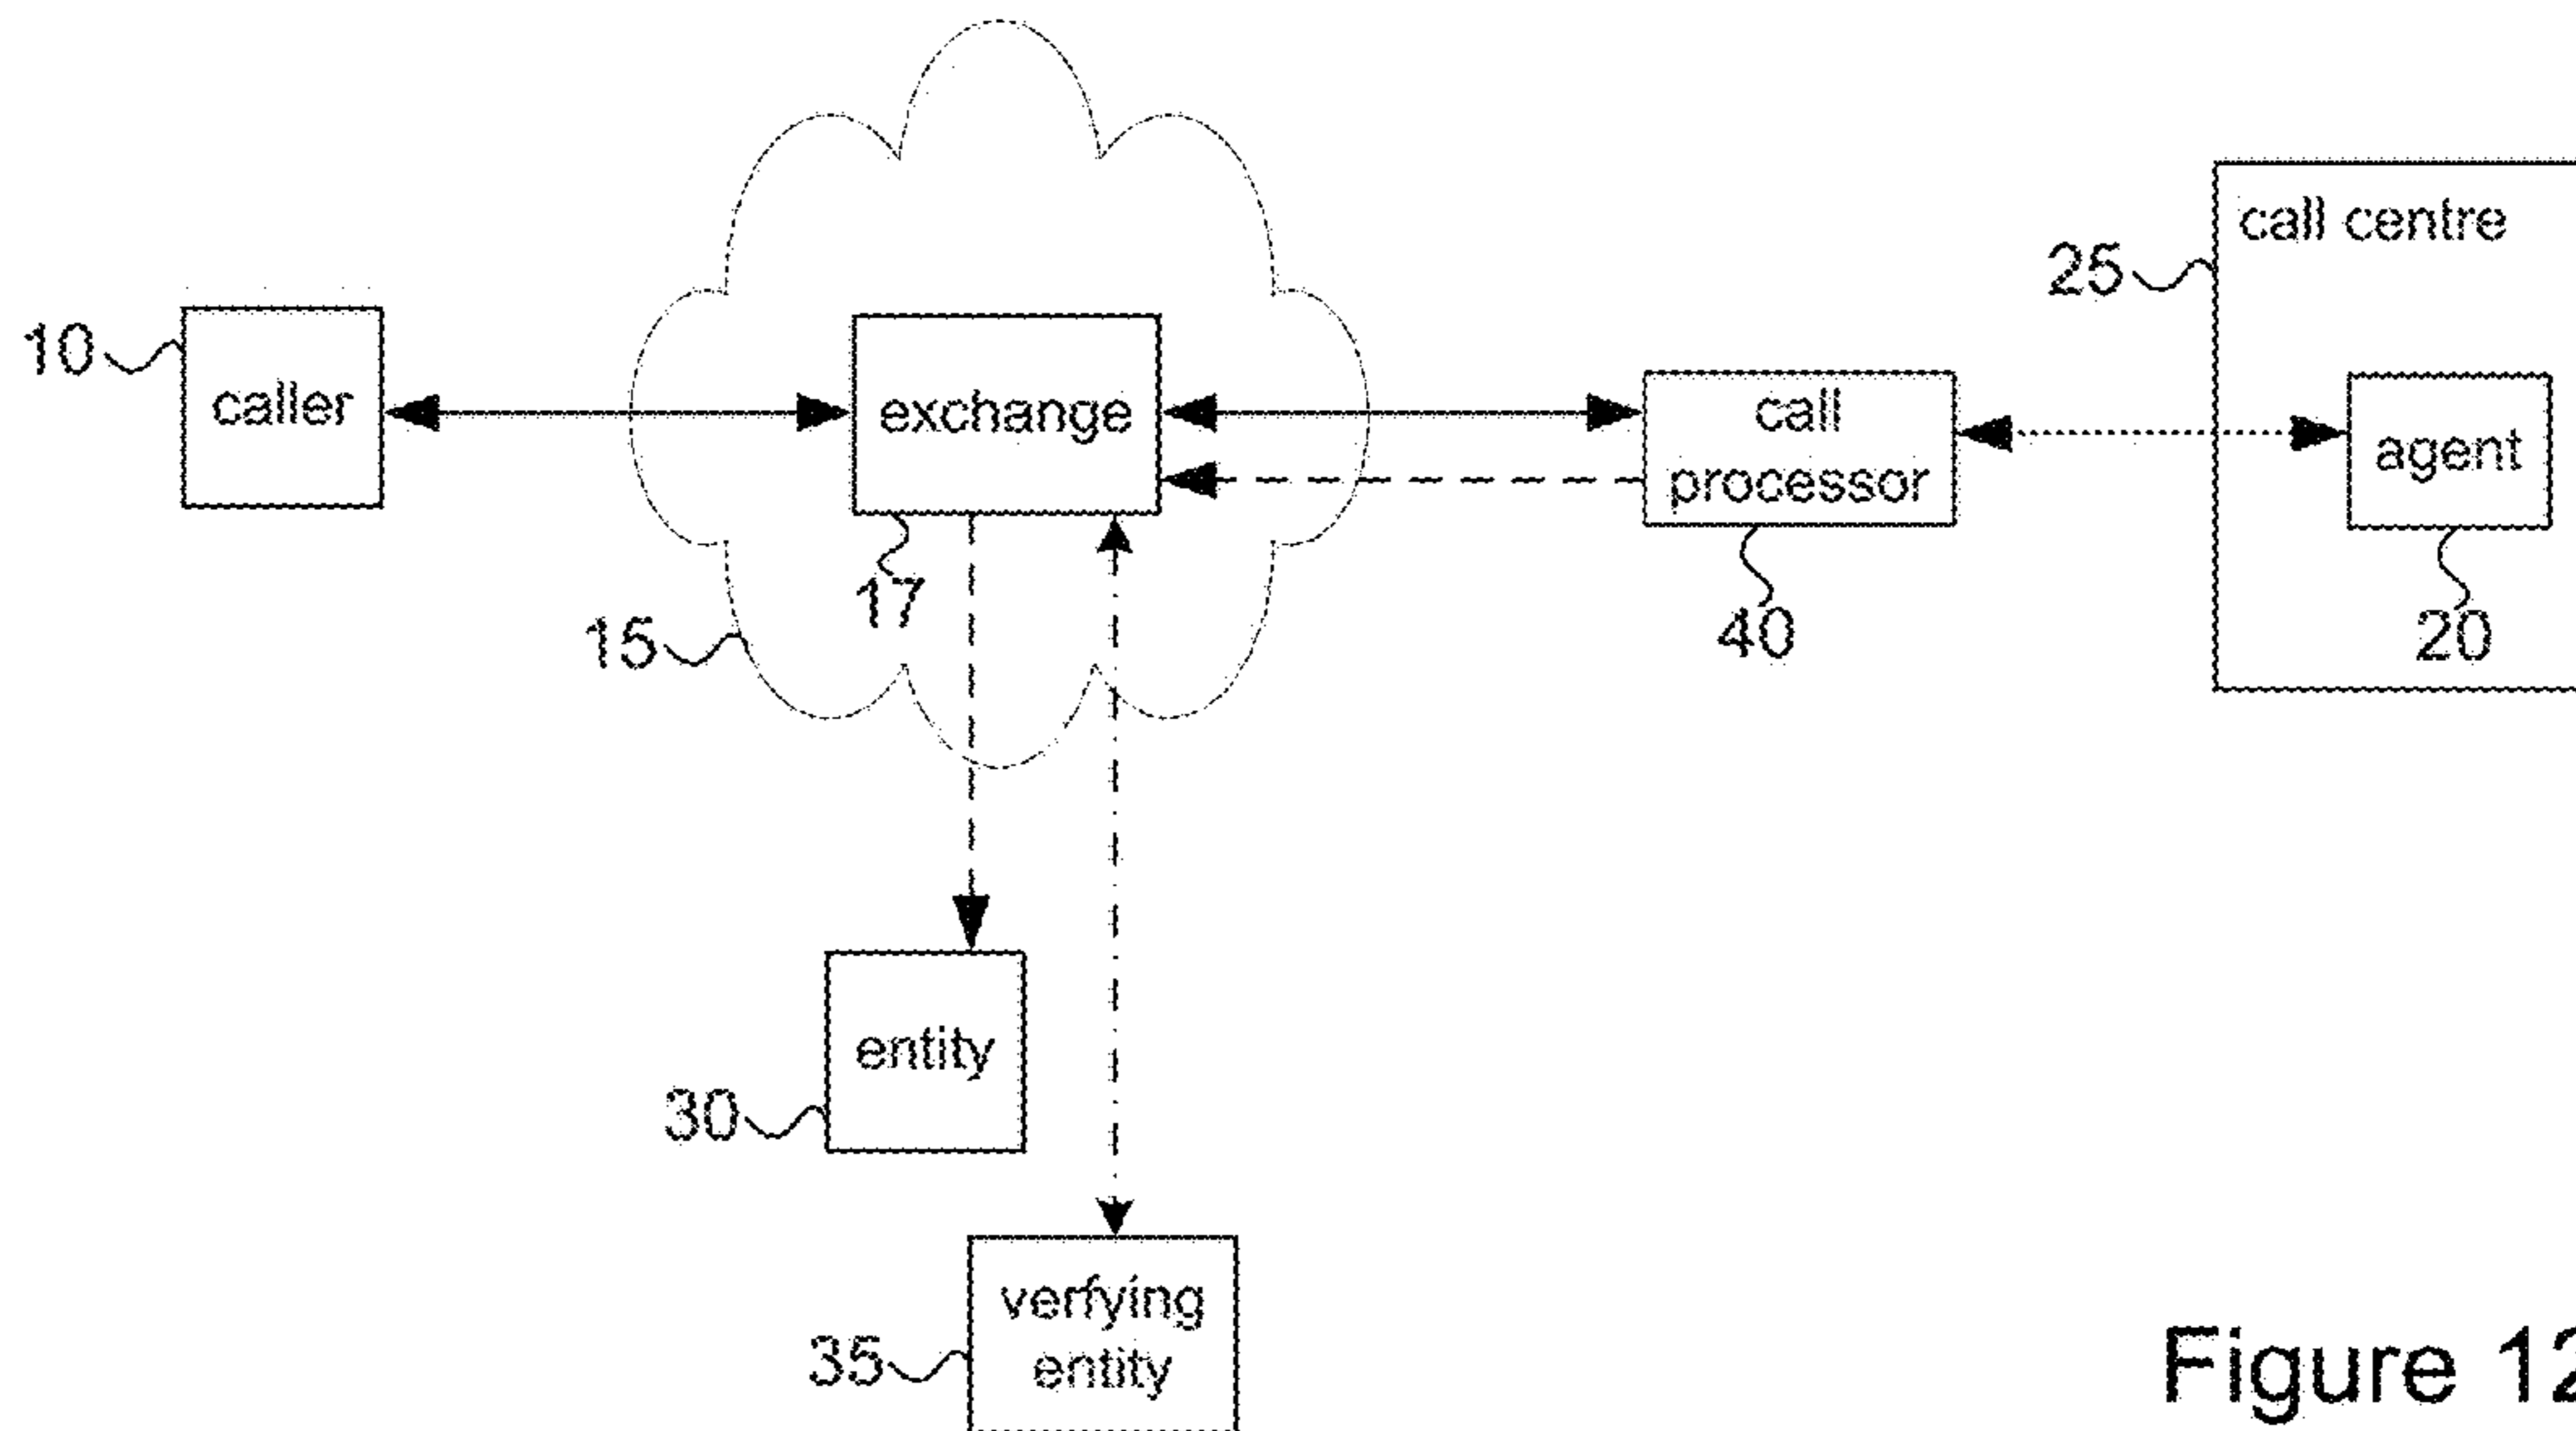 call centre
25
10
caller
exchange
call
processor
agent
17
15
40
20
entity
30
verifying
entity
35
Figure 12